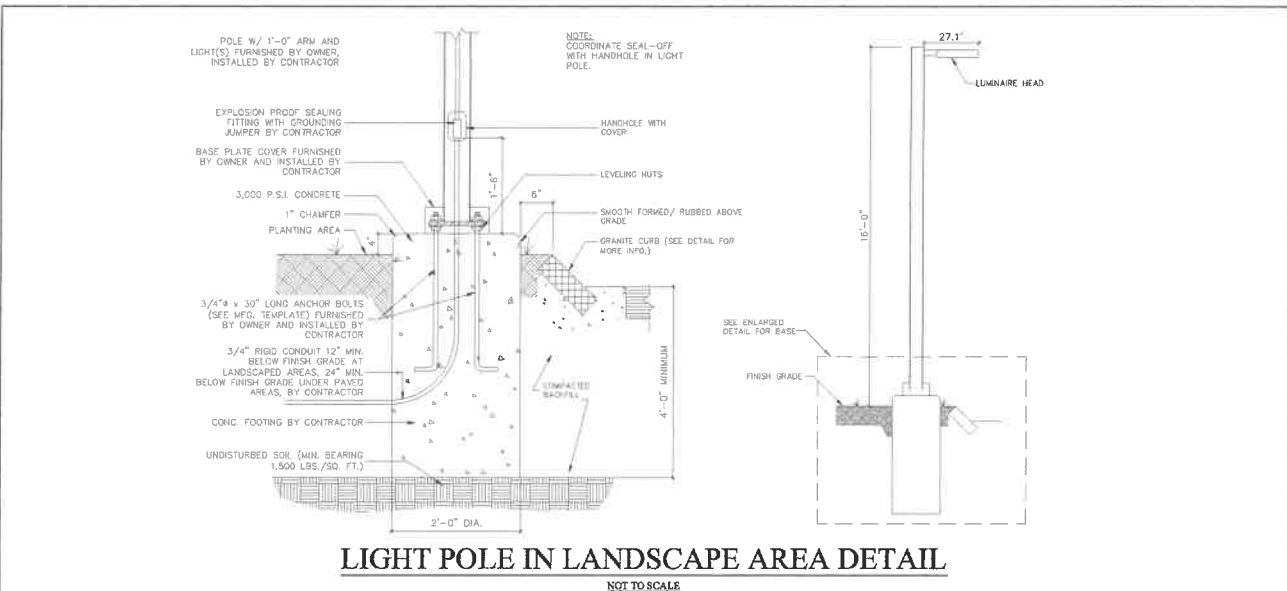 POLE W/ 1'-0" ARM AND
LIGHT(S) FURNISHED BY OWNER,
INSTALLED BY CONTRACTOR
EXPLOSION PROOF SEALING
FITTING WITH GROUNDING
JUMPER BY CONTRACTOR
BASE PLATE COVER FURNISHED
BY OWNER AND INSTALLED BY
CONTRACTOR
3,000 P.S.I. CONCRETE
1" CHAMFER
PLANTING AREA
4"
3/4"ø x 30" LONG ANCHOR BOLTS
(SEE MFG. TEMPLATE) FURNISHED
BY OWNER AND INSTALLED BY
CONTRACTOR
3/4" RIGID CONDUIT 12" MIN.
BELOW FINISH GRADE AT
LANDSCAPED AREAS, 24" MIN.
BELOW FINISH GRADE UNDER PAVED
AREAS, BY CONTRACTOR
CONC. FOOTING BY CONTRACTOR
UNDISTURBED SOIL (MIN. BEARING
1,500 LBS./SQ. FT.)
2'-0" DIA.
NOTE:
COORDINATE SEAL-OFF
WITH HANDHOLE IN LIGHT
POLE.
HANDHOLE WITH
COVER
1'-6"
LEVELING NUTS
6"
SMOOTH FORMED/ RUBBED ABOVE
GRADE
GRANITE CURB (SEE DETAIL FOR
MORE INFO.)
COMPACTED
BACKFILL
4'-0" MINIMUM
27.1"
LUMINAIRE HEAD
SEE ENLARGED
DETAIL FOR BASE
FINISH GRADE
LIGHT POLE IN LANDSCAPE AREA DETAIL
NOT TO SCALE